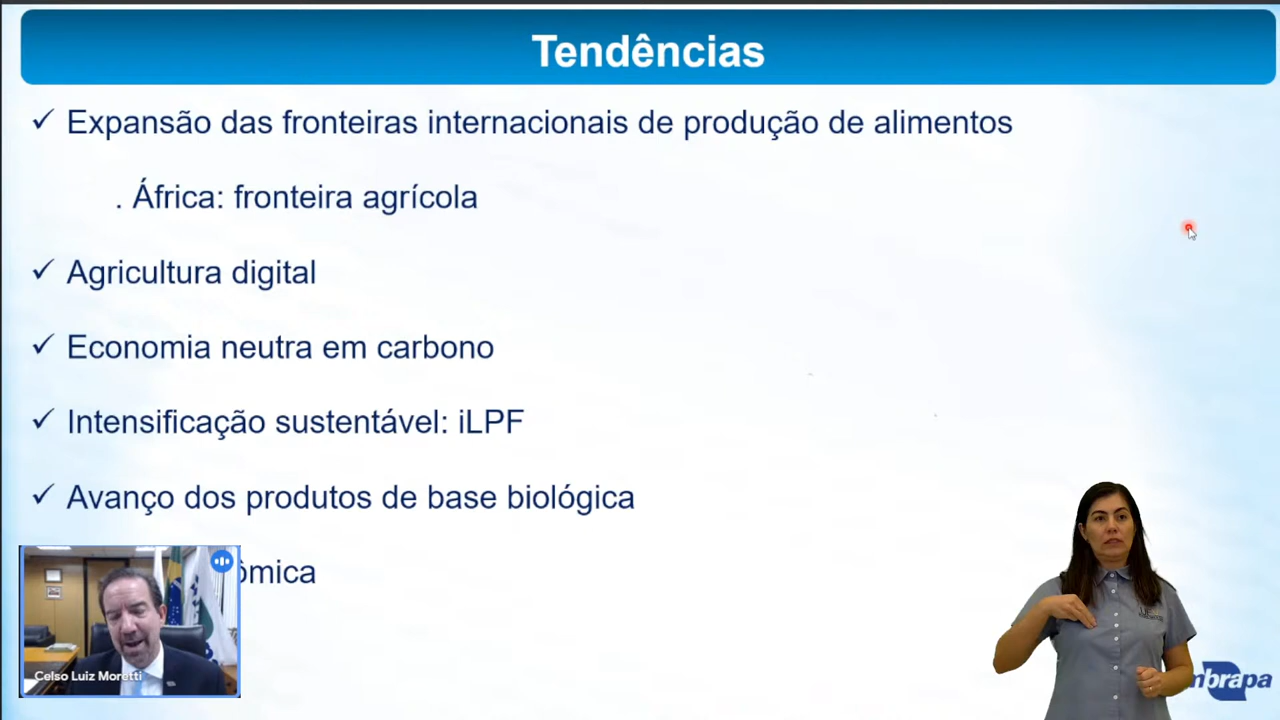 Tendências
✓ Expansão das fronteiras internacionais de produção de alimentos
. África: fronteira agrícola
✓ Agricultura digital
✓ Economia neutra em carbono
✓ Intensificação sustentável: iLPF
✓ Avanço dos produtos de base biológica
ômica
Celso Luiz Moretti
mbrapa